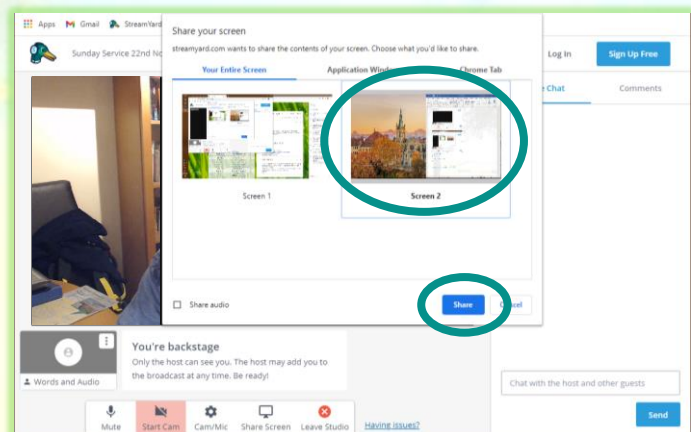 Apps Gmail StreamYard
Share your screen
streamyard.com wants to share the contents of your screen. Choose what you'd like to share.
Your Entire Screen Application Window Chrome Tab
Screen 1 Screen 2
Share audio Share Cancel
Sunday Service 22nd No
Log In Sign Up Free
Chat Comments
You're backstage
Only the host can see you. The host may add you to
the broadcast at any time. Be ready!
Words and Audio
Mute Start Cam Cam/Mic Share Screen Leave Studio Having issues?
Chat with the host and other guests
Send